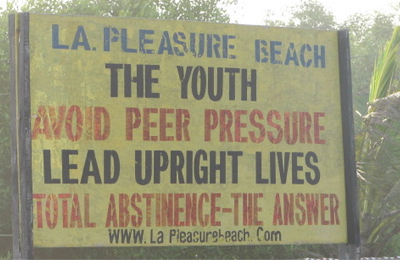 LA. PLEASURE BEACH
THE YOUTH
AVOID PEER PRESSURE
LEAD UPRIGHT LIVES
TOTAL ABSTINENCE-THE ANSWER
WWW. La Pleasurebeach. Com